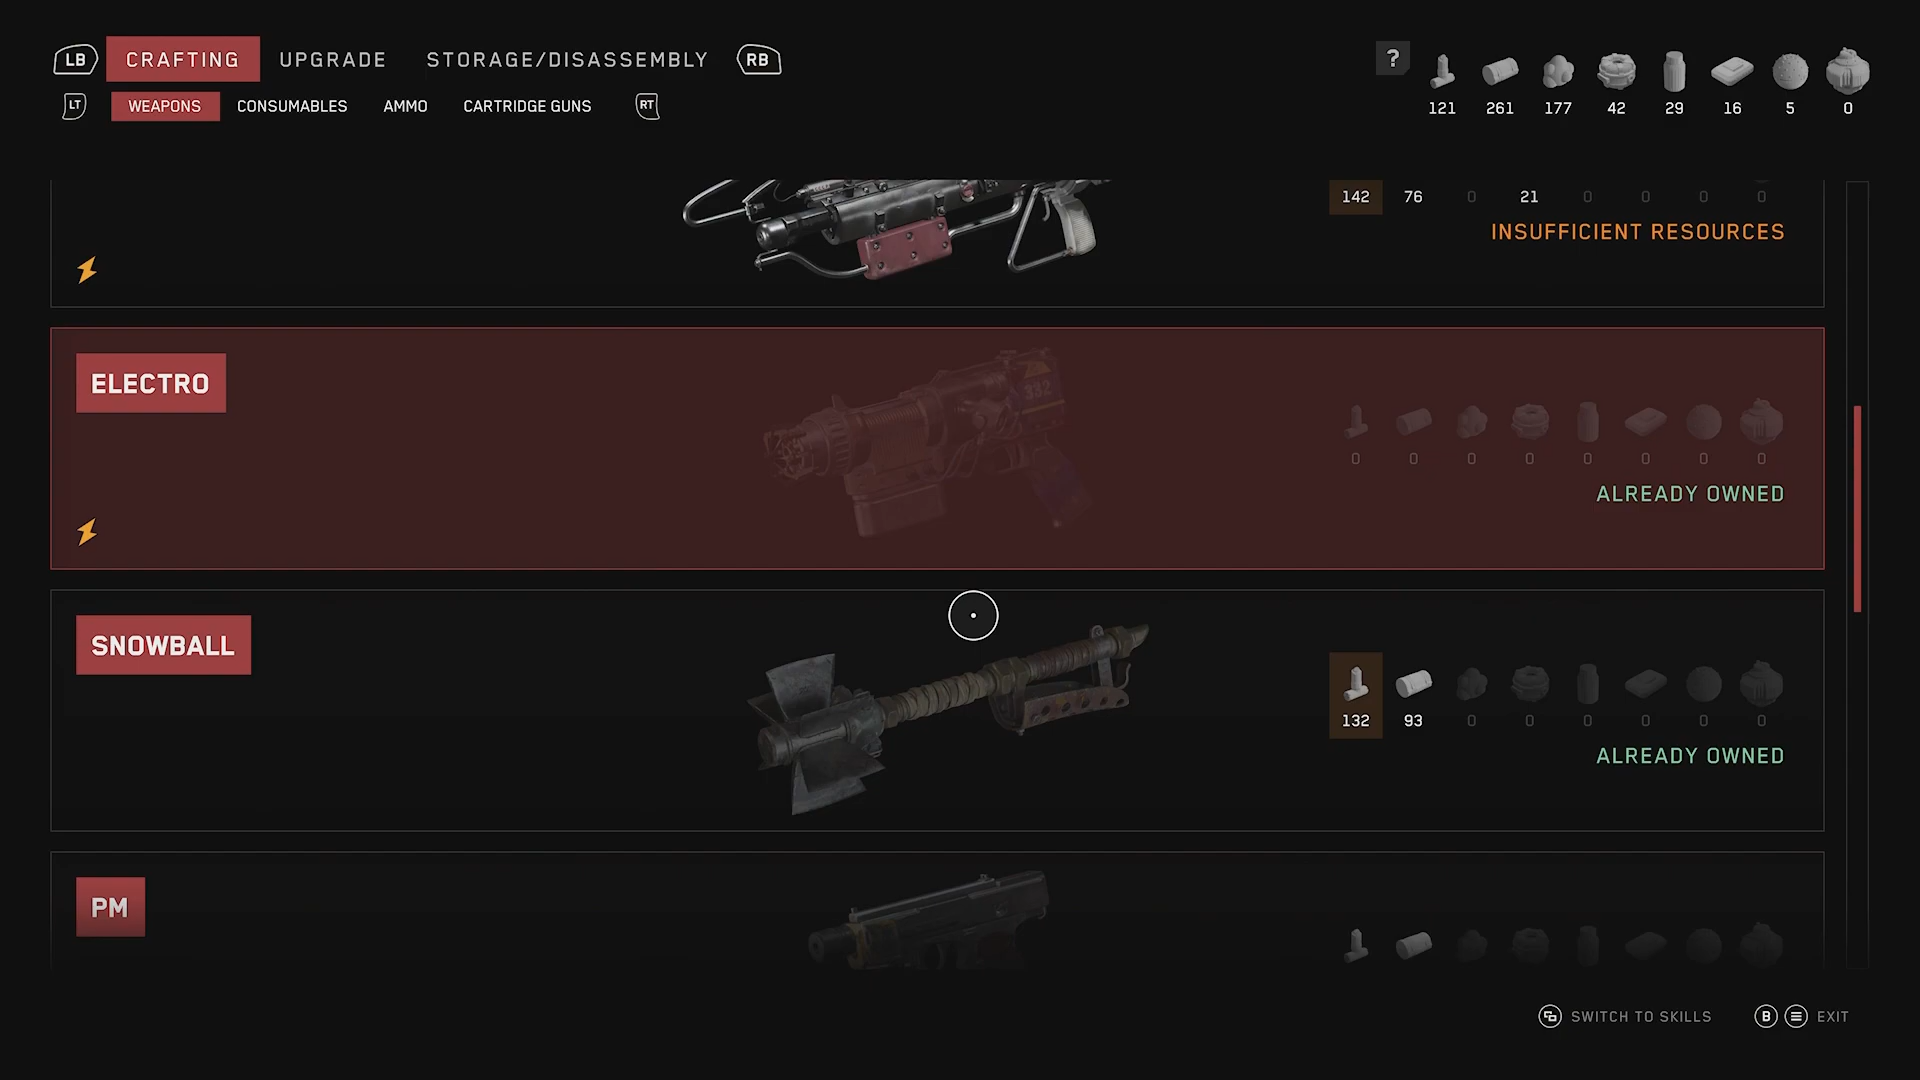 LB CRAFTING UPGRADE STORAGE/DISASSEMBLY RB
?
LT WEAPONS CONSUMABLES AMMO CARTRIDGE GUNS RT
121 261 177 42 29 16 5 0
142 76 0 21 0 0 0 0
INSUFFICIENT RESOURCES
ELECTRO
332
0 0 0 0 0 0 0 0
ALREADY OWNED
SNOWBALL
132 93 0 0 0 0 0 0
ALREADY OWNED
PM
SWITCH TO SKILLS B EXIT